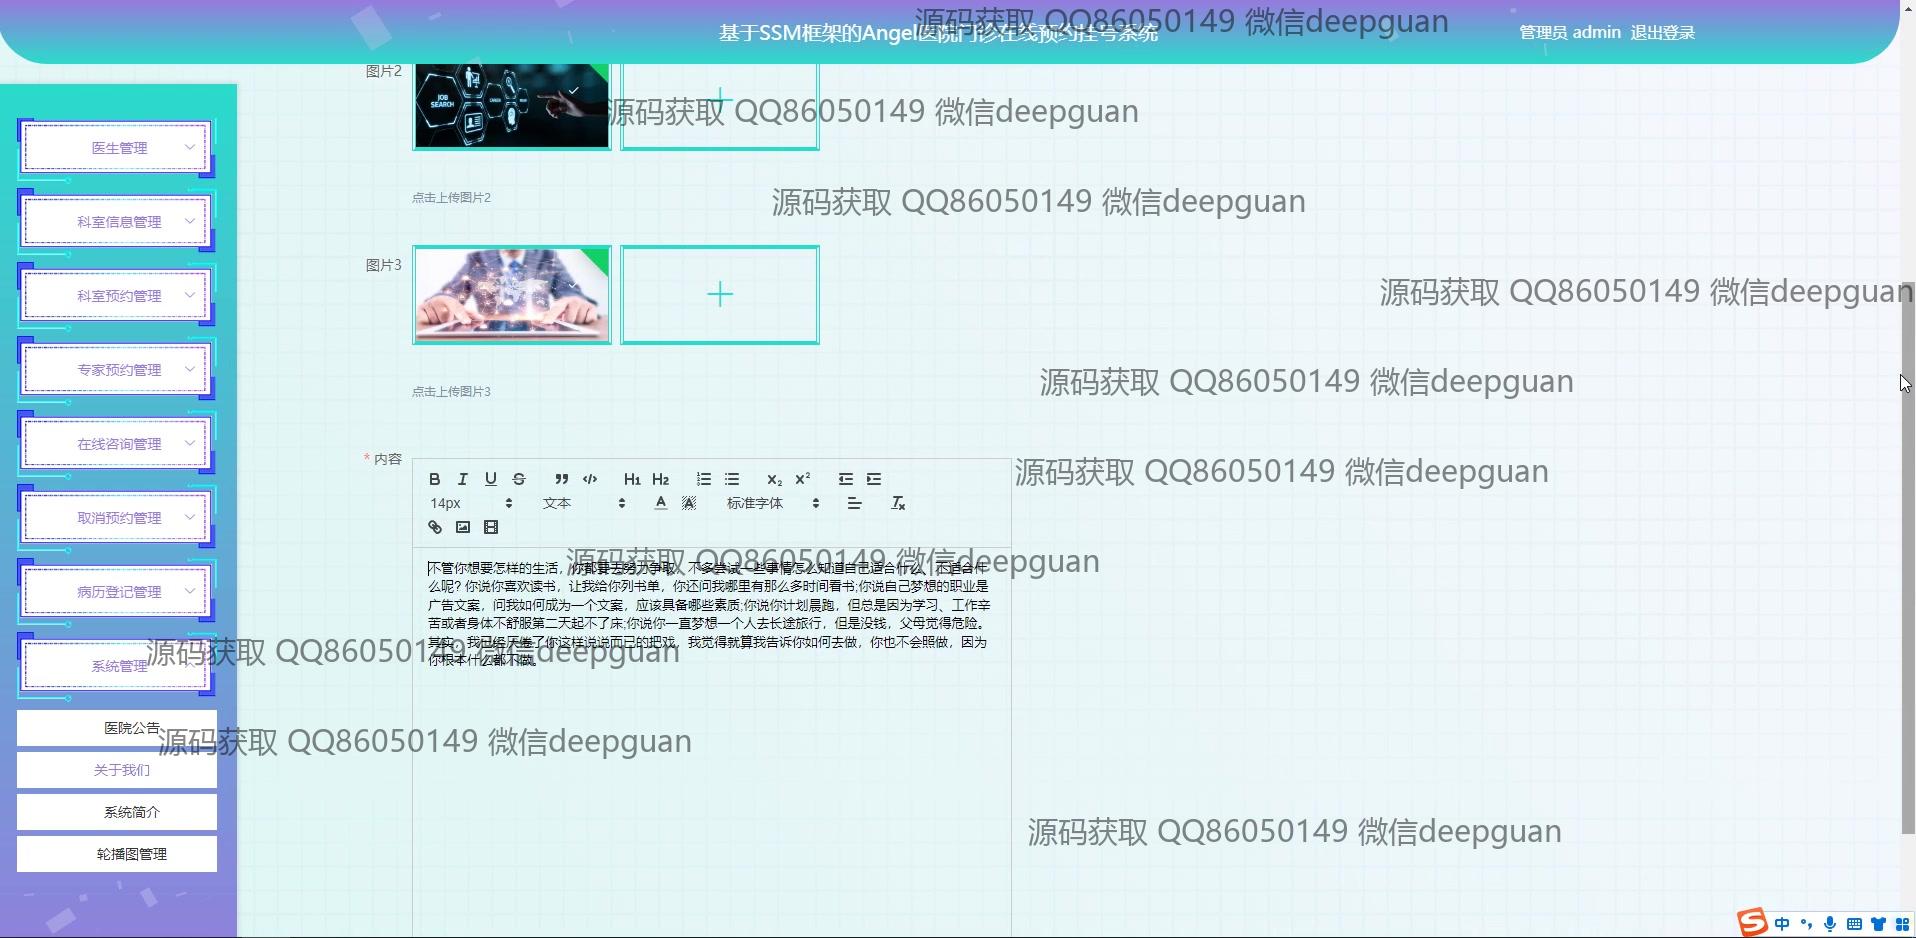 基于SSM框架的Angel医院门诊在线预约挂号系统
源码获取 QQ86050149 微信deepguan
管理员 admin 退出登录
图片2
JOB SEARCH
源码获取 QQ86050149 微信deepguan
点击上传图片2
源码获取 QQ86050149 微信deepguan
医生管理
科室信息管理
科室预约管理
专家预约管理
在线咨询管理
取消预约管理
病历登记管理
系统管理
医院公告
关于我们
系统简介
轮播图管理
图片3
源码获取 QQ86050149 微信deepguan
点击上传图片3
源码获取 QQ86050149 微信deepguan
* 内容
B I U S H1 H2 x2 x2
14px 文本 A A 标准字体
源码获取 QQ86050149 微信deepguan
源码获取 QQ86050149 微信deepguan
不管你想要怎样的生活，你都要去努力争取，不多尝试一些事情怎么知道自己适合什么、不适合什
么呢? 你说你喜欢读书，让我给你列书单，你还问我哪里有那么多时间看书;你说自己梦想的职业是
广告文案，问我如何成为一个文案，应该具备哪些素质;你说你计划晨跑，但总是因为学习、工作辛
苦或者身体不舒服第二天起不了床;你说你一直梦想一个人去长途旅行，但是没钱，父母觉得危险。
其实，我已经厌倦了你这样说说而已的把戏，我觉得就算我告诉你如何去做，你也不会照做，因为
你根本什么都不做。
源码获取 QQ86050149 微信deepguan
源码获取 QQ86050149 微信deepguan
源码获取 QQ86050149 微信deepguan
中